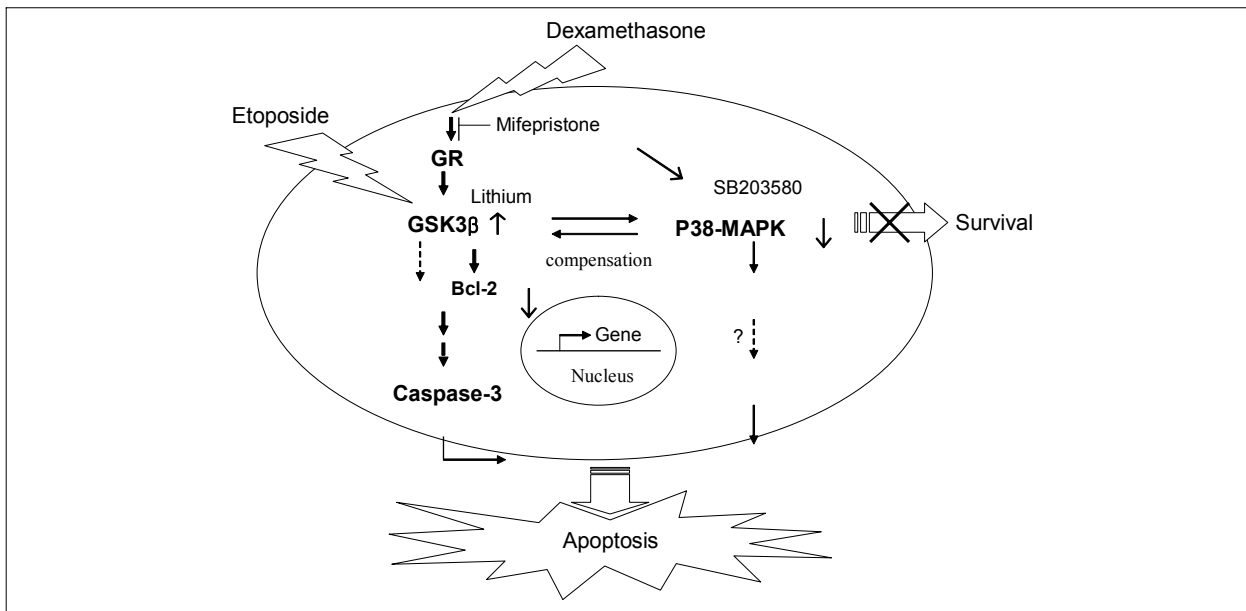 Dexamethasone
Etoposide
Mifepristone
GR
Lithium
SB203580
GSK3β
P38-MAPK
Survival
compensation
Bcl-2
?
Gene
Nucleus
Caspase-3
Apoptosis